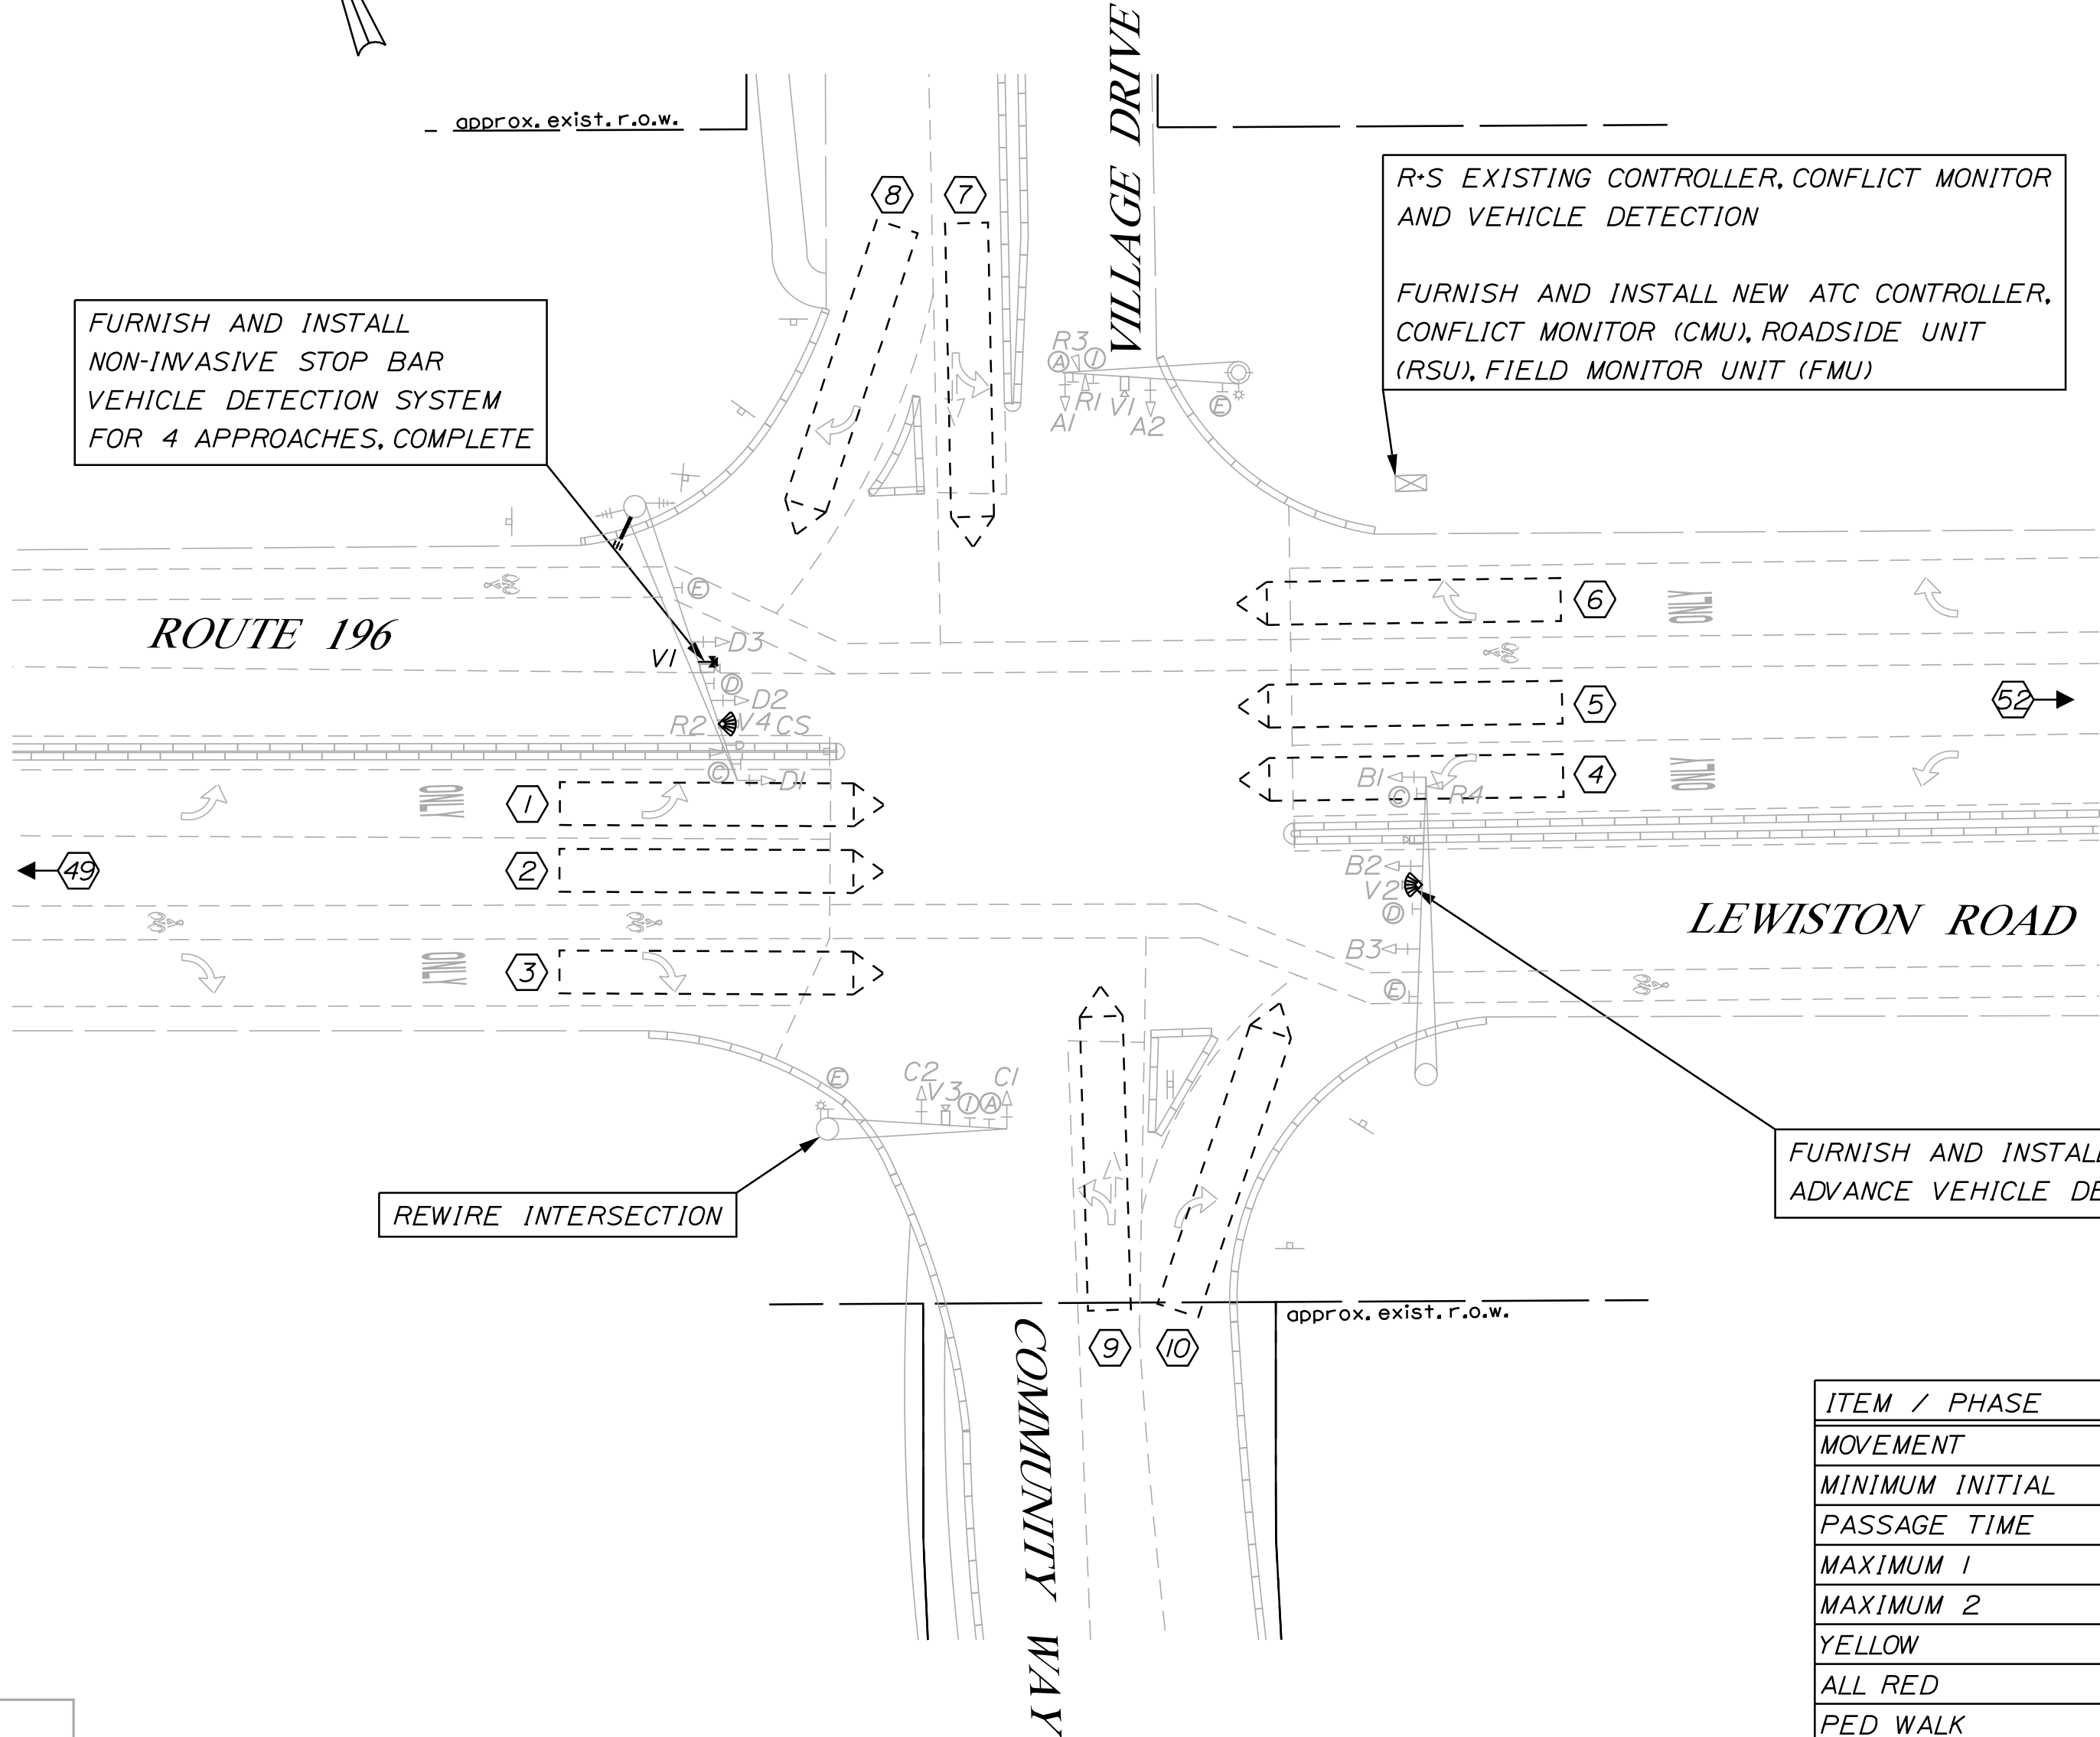 VILLAGE DRIVE
approx. exist. r.o.w.
R+S EXISTING CONTROLLER, CONFLICT MONITOR
AND VEHICLE DETECTION
FURNISH AND INSTALL NEW ATC CONTROLLER,
CONFLICT MONITOR (CMU), ROADSIDE UNIT
(RSU), FIELD MONITOR UNIT (FMU)
8
7
FURNISH AND INSTALL
NON-INVASIVE STOP BAR
VEHICLE DETECTION SYSTEM
FOR 4 APPROACHES, COMPLETE
R3
A
I
R1
V1
A1
A2
E
E
ROUTE 196
6
ONLY
D3
V1
D
D2
5
52
R2
V4
CS
C
D1
4
ONLY
B1
C
R4
1
ONLY
2
49
B2
V2
D
LEWISTON ROAD
B3
3
ONLY
E
E
C2
V3
I
A
C1
FURNISH AND INSTALL
ADVANCE VEHICLE DE
REWIRE INTERSECTION
approx. exist. r.o.w.
9
10
COMMUNITY WAY
ITEM / PHASE
MOVEMENT
MINIMUM INITIAL
PASSAGE TIME
MAXIMUM 1
MAXIMUM 2
YELLOW
ALL RED
PED WALK